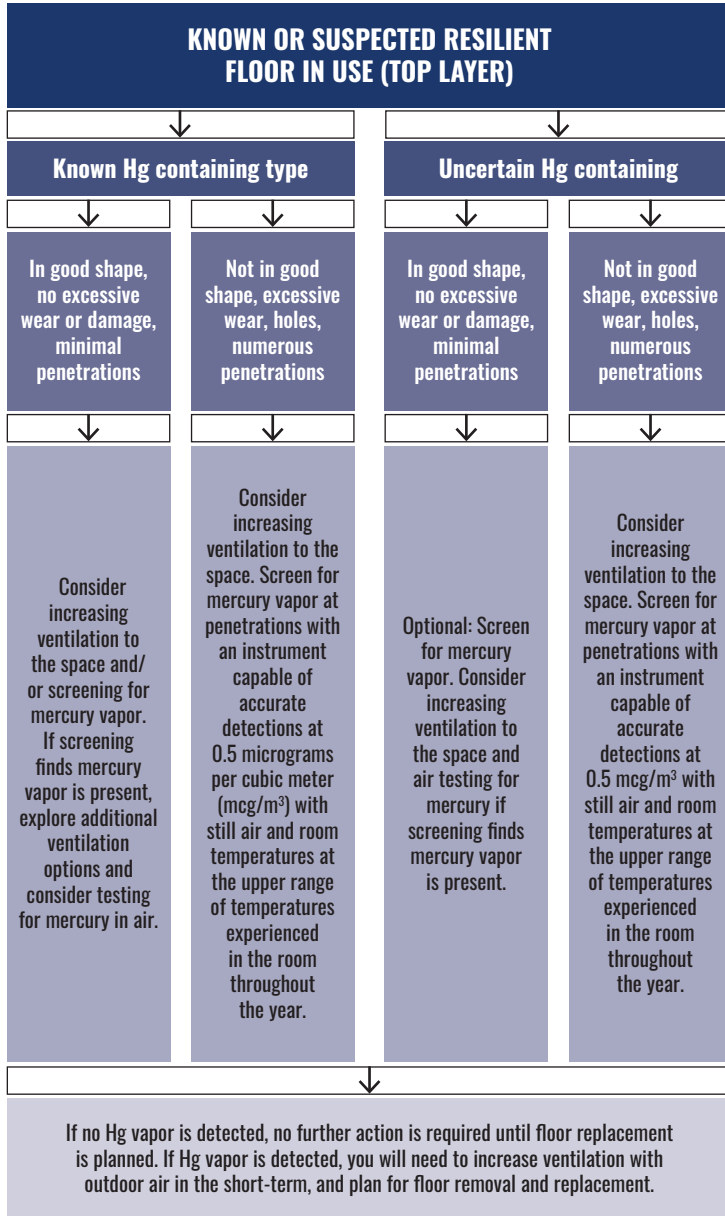 KNOWN OR SUSPECTED RESILIENT
FLOOR IN USE (TOP LAYER)
Known Hg containing type
Uncertain Hg containing
In good shape,
no excessive
wear or damage,
minimal
penetrations
Not in good
shape, excessive
wear, holes,
numerous
penetrations
In good shape,
no excessive
wear or damage,
minimal
penetrations
Not in good
shape, excessive
wear, holes,
numerous
penetrations
Consider
increasing
ventilation to
the space and/
or screening for
mercury vapor.
If screening
finds mercury
vapor is present,
explore additional
ventilation
options and
consider testing
for mercury in air.
Consider
increasing
ventilation to the
space. Screen for
mercury vapor at
penetrations with
an instrument
capable of
accurate
detections at
0.5 micrograms
per cubic meter
(mcg/m³) with
still air and room
temperatures at
the upper range
of temperatures
experienced
in the room
throughout
the year.
Optional: Screen
for mercury
vapor. Consider
increasing
ventilation to
the space and
air testing for
mercury if
screening finds
mercury vapor
is present.
Consider
increasing
ventilation to the
space. Screen for
mercury vapor at
penetrations with
an instrument
capable of
accurate
detections at
0.5 mcg/m³ with
still air and room
temperatures at
the upper range
of temperatures
experienced
in the room
throughout
the year.
If no Hg vapor is detected, no further action is required until floor replacement
is planned. If Hg vapor is detected, you will need to increase ventilation with
outdoor air in the short-term, and plan for floor removal and replacement.